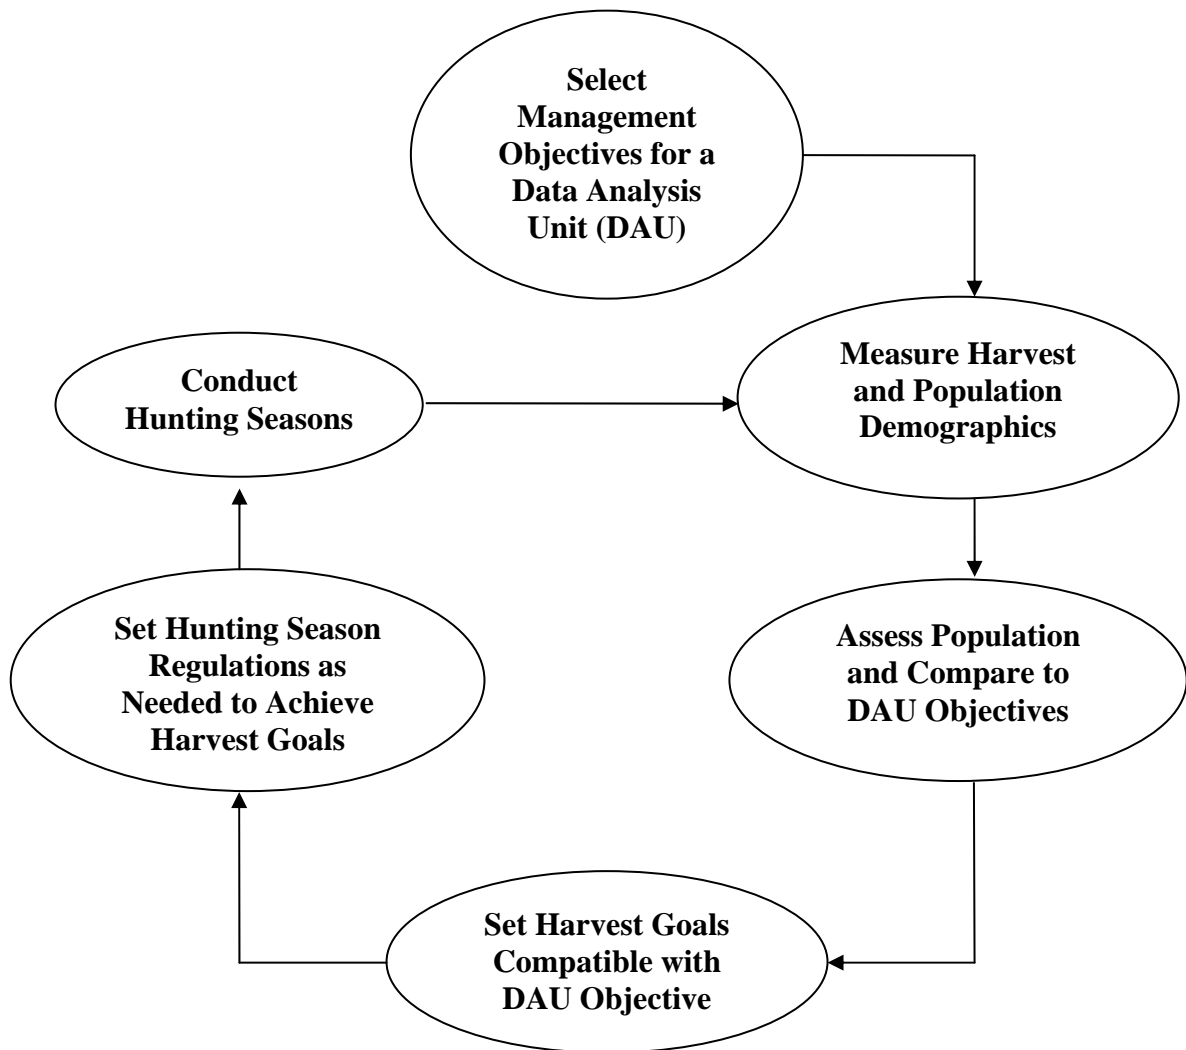 Select
Management
Objectives for a
Data Analysis
Unit (DAU)
Measure Harvest
and Population
Demographics
Conduct
Hunting Seasons
Assess Population
and Compare to
DAU Objectives
Set Hunting Season
Regulations as
Needed to Achieve
Harvest Goals
Set Harvest Goals
Compatible with
DAU Objective